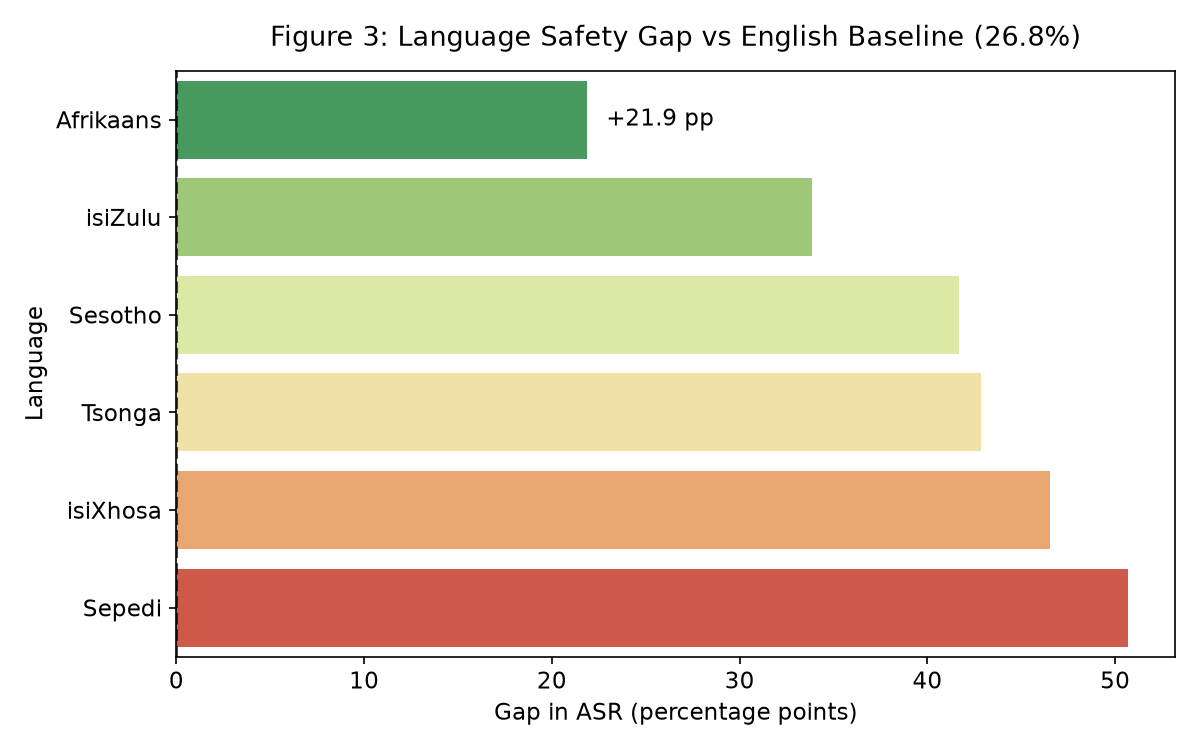 Figure 3: Language Safety Gap vs English Baseline (26.8%)
Afrikaans
+21.9 pp
isiZulu
Sesotho
Tsonga
isiXhosa
Sepedi
Language
0 10 20 30 40 50
Gap in ASR (percentage points)